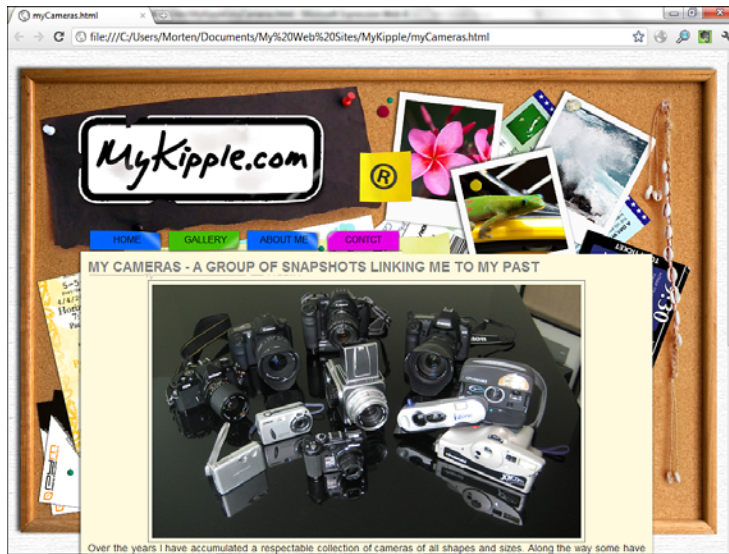 myCameras.html
file:///C:/Users/Morten/Documents/My%20Web%20Sites/MyKipple/myCameras.html
MyKipple.com
®
HOME GALLERY ABOUT ME CONTCT
MY CAMERAS - A GROUP OF SNAPSHOTS LINKING ME TO MY PAST
9:30
Over the years I have accumulated a respectable collection of cameras of all shapes and sizes. Along the way some have